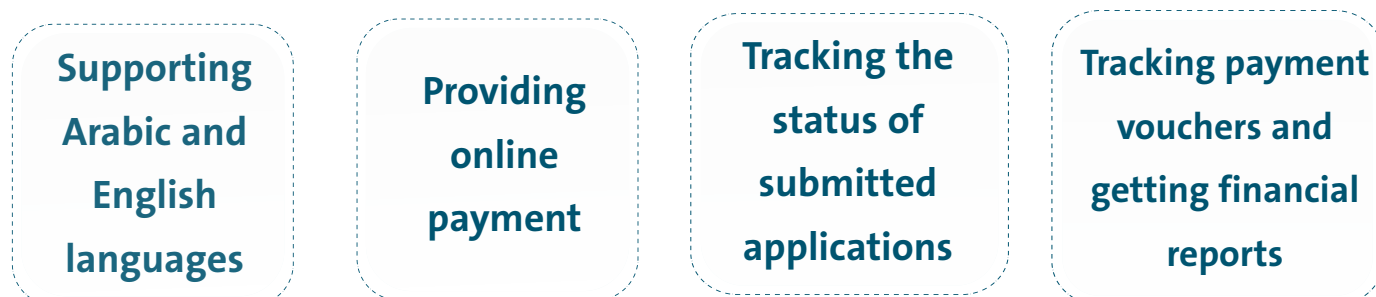 Supporting
Arabic and
English
languages
Providing
online
payment
Tracking the
status of
submitted
applications
Tracking payment
vouchers and
getting financial
reports